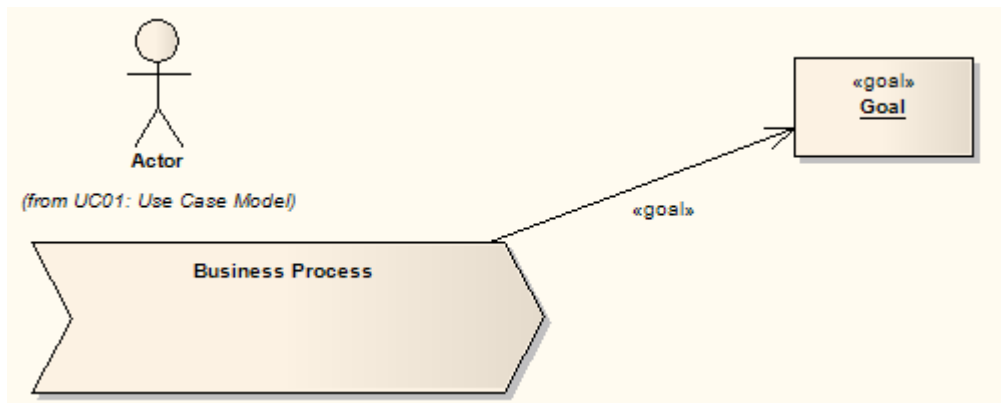 «goal»
Goal
Actor
(from UC01: Use Case Model)
«goal»
Business Process